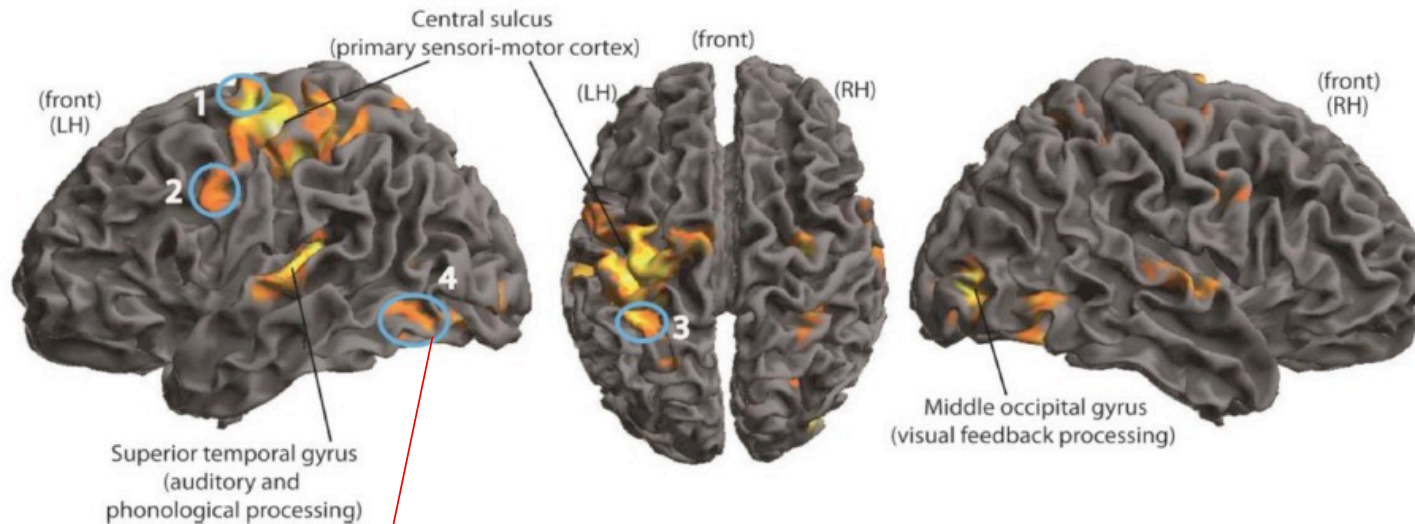 Central sulcus
(primary sensori-motor cortex)
(front)
(front)
(LH)
1
2
4
(LH)
(RH)
3
(front)
(RH)
Superior temporal gyrus
(auditory and
phonological processing)
Middle occipital gyrus
(visual feedback processing)